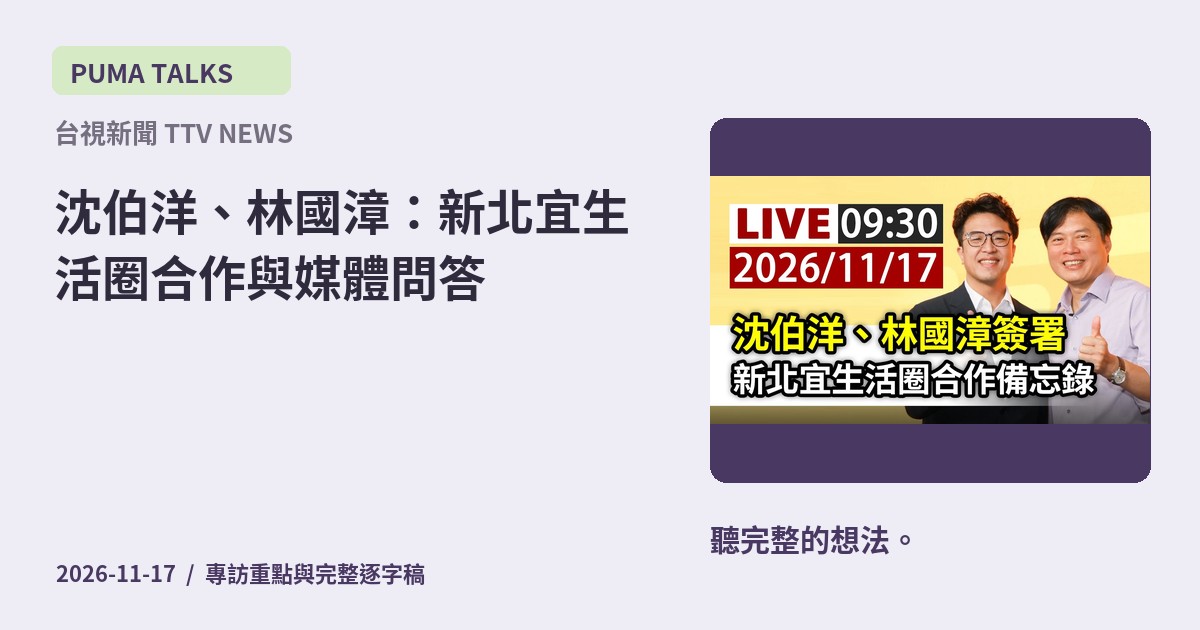 PUMA TALKS
台視新聞 TTV NEWS
沈伯洋、林國漳：新北宜生
活圈合作與媒體問答
LIVE 09:30
2026/11/17
沈伯洋、林國漳簽署
新北宜生活圈合作備忘錄
聽完整的想法。
2026-11-17 / 專訪重點與完整逐字稿